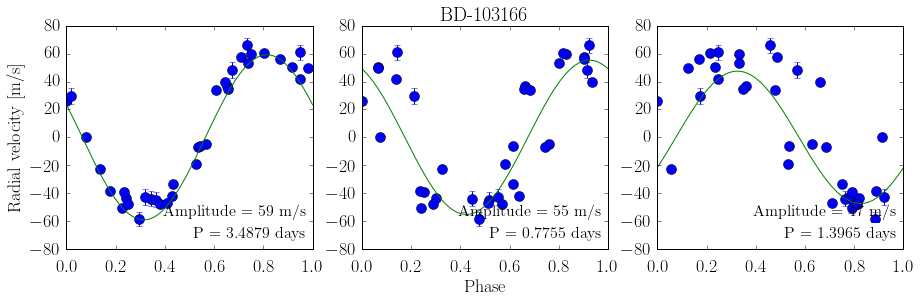 BD-103166
Radial velocity [m/s]
80
60
40
20
0
−20
−40
−60
−80
0.0 0.2 0.4 0.6 0.8 1.0
Amplitude = 59 m/s
P = 3.4879 days
80
60
40
20
0
−20
−40
−60
−80
0.0 0.2 0.4 0.6 0.8 1.0
Amplitude = 55 m/s
P = 0.7755 days
Phase
80
60
40
20
0
−20
−40
−60
−80
0.0 0.2 0.4 0.6 0.8 1.0
Amplitude = m/s
P = 1.3965 days